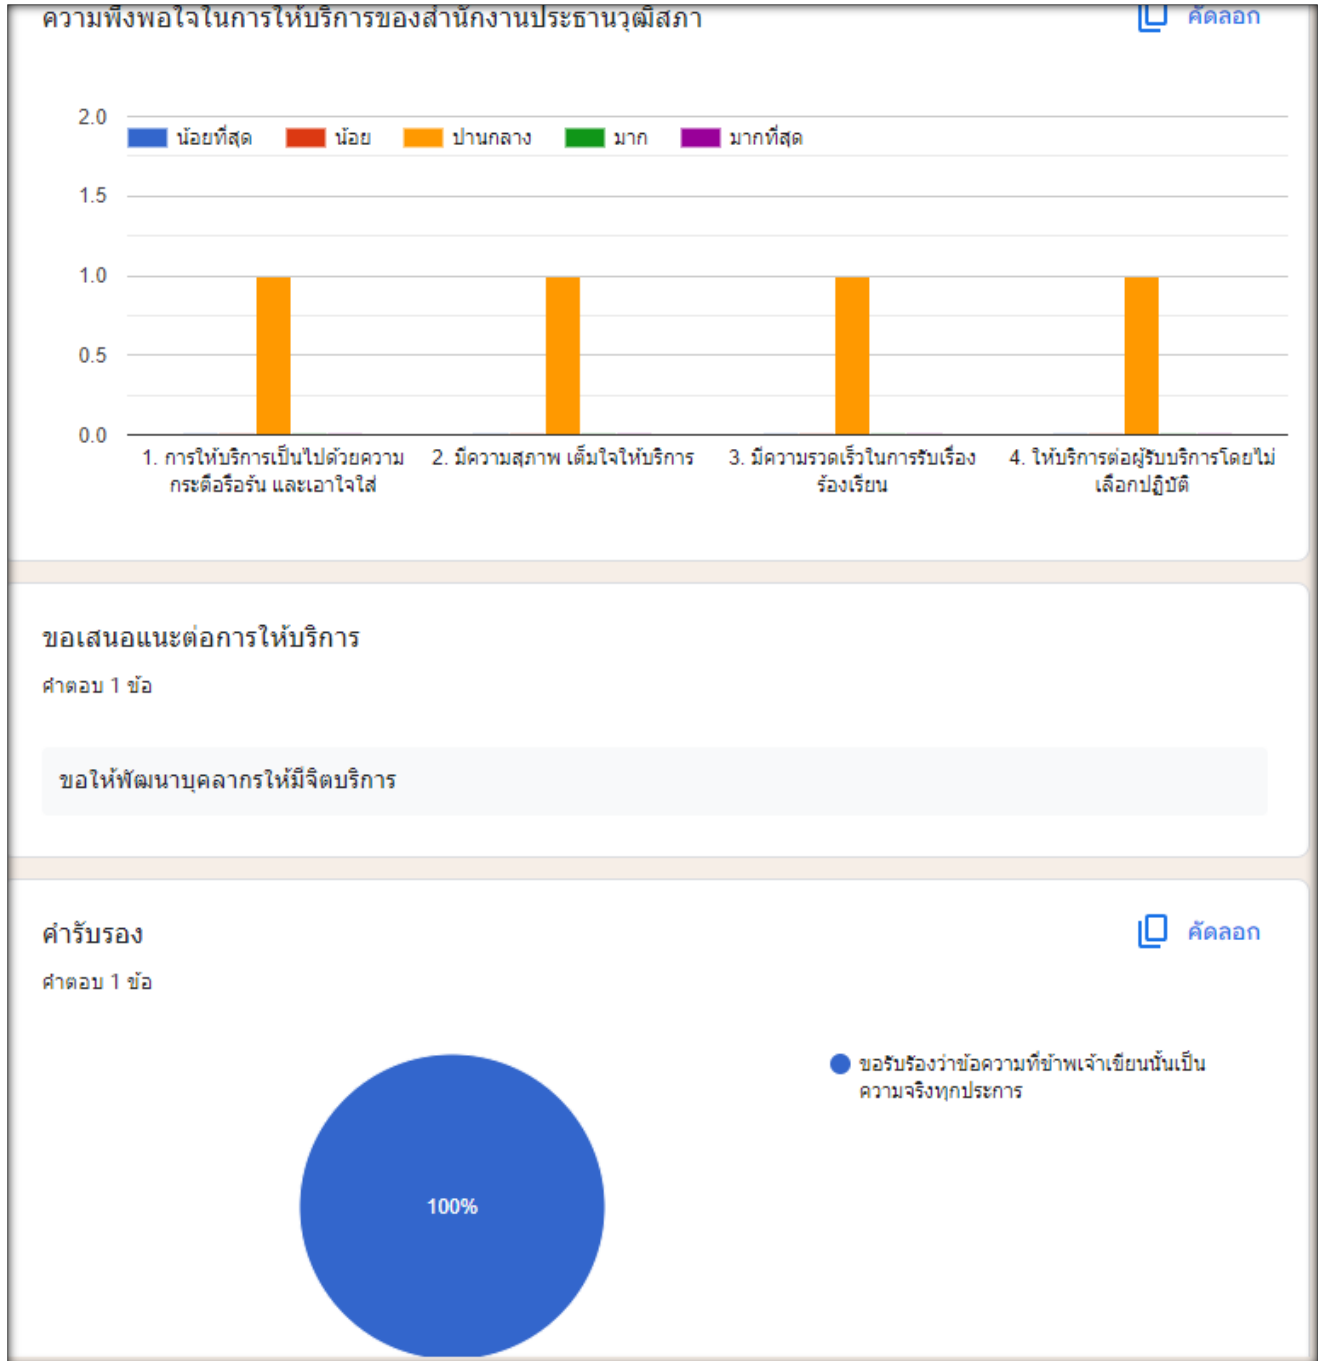 ความพึงพอใจในการให้บริการของสำนักงานประธานวุฒิสภา
คัดลอก
2.0
น้อยที่สุด น้อย ปานกลาง มาก มากที่สุด
1.5
1.0
0.5
0.0
1. การให้บริการเป็นไปด้วยความ 2. มีความสุภาพ เต็มใจให้บริการ 3. มีความรวดเร็วในการรับเรื่อง 4. ให้บริการต่อผู้รับบริการโดยไม่
กระตือรือร้น และเอาใจใส่ ร้องเรียน เลือกปฏิบัติ
ขอเสนอแนะต่อการให้บริการ
คำตอบ 1 ข้อ
ขอให้พัฒนาบุคลากรให้มีจิตบริการ
คำรับรอง
คัดลอก
คำตอบ 1 ข้อ
ขอรับร้องว่าข้อความที่ข้าพเจ้าเขียนนั้นเป็น
ความจริงทุกประการ
100%